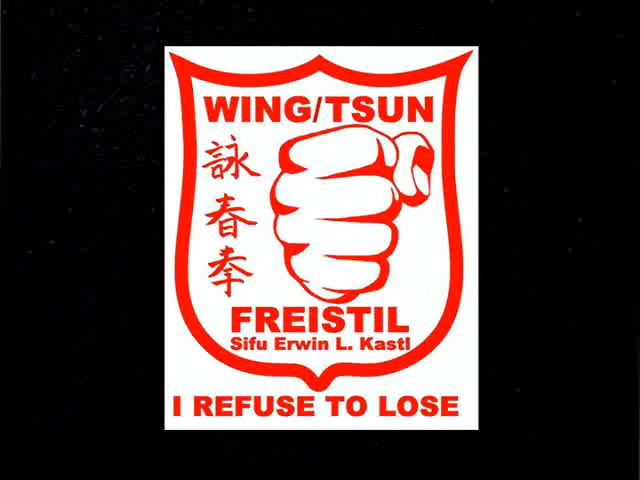 WING/TSUN
詠春拳
FREISTIL
Sifu Erwin L. Kastl
I REFUSE TO LOSE